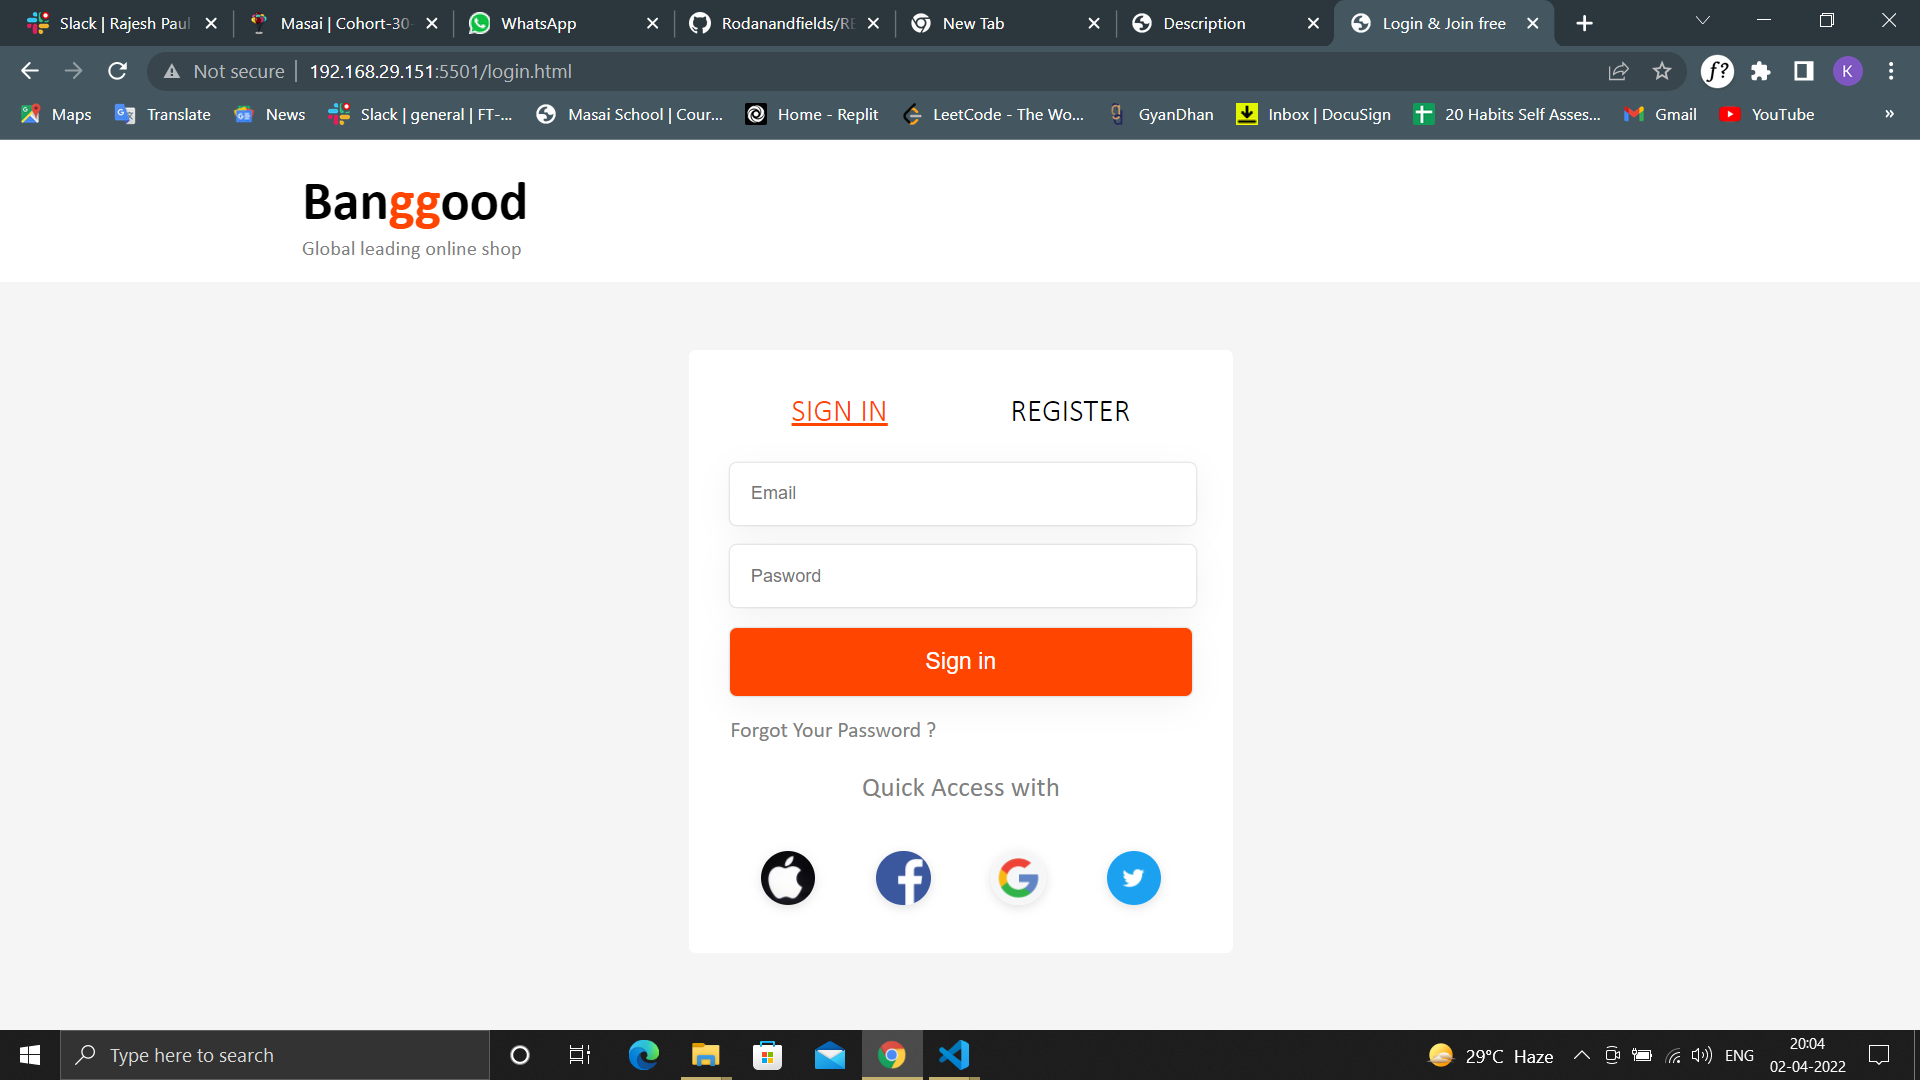 Slack | Rajesh Paul
Masai | Cohort-30-
WhatsApp
Rodanandfields/RE
New Tab
Description
Login & Join free
Not secure
192.168.29.151:5501/login.html
f?
K
Maps
Translate
News
Slack | general | FT-...
Masai School | Cour...
Home - Replit
LeetCode - The Wo...
GyanDhan
Inbox | DocuSign
20 Habits Self Asses...
Gmail
YouTube
»
Banggood
Global leading online shop
SIGN IN
REGISTER
Email
Pasword
Sign in
Forgot Your Password ?
Quick Access with
Type here to search
29°C Haze
ENG
20:04
02-04-2022